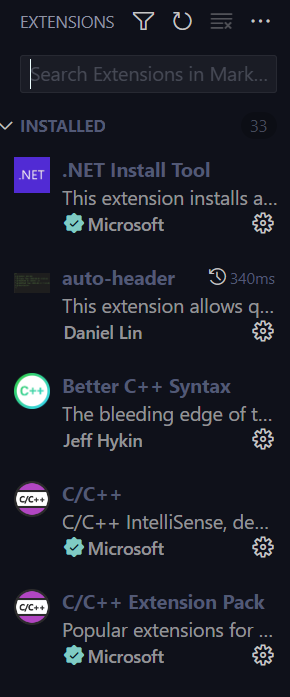 EXTENSIONS
Search Extensions in Mark...
INSTALLED 33
.NET
.NET Install Tool
This extension installs a...
Microsoft
auto-header 340ms
This extension allows q...
Daniel Lin
C++
Better C++ Syntax
The bleeding edge of t...
Jeff Hykin
C/C++
C/C++
C/C++ IntelliSense, de...
Microsoft
C/C++
C/C++ Extension Pack
Popular extensions for ...
Microsoft